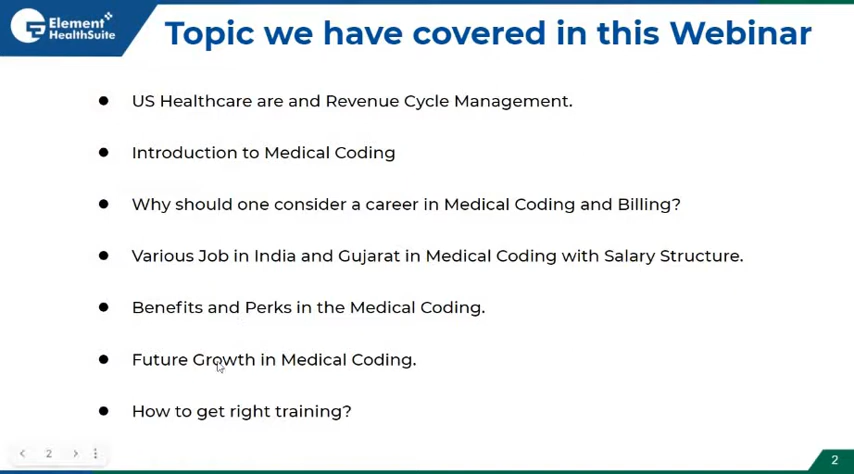 Element
HealthSuite
Topic we have covered in this Webinar
● US Healthcare are and Revenue Cycle Management.
● Introduction to Medical Coding
● Why should one consider a career in Medical Coding and Billing?
● Various Job in India and Gujarat in Medical Coding with Salary Structure.
● Benefits and Perks in the Medical Coding.
● Future Growth in Medical Coding.
● How to get right training?
2
2